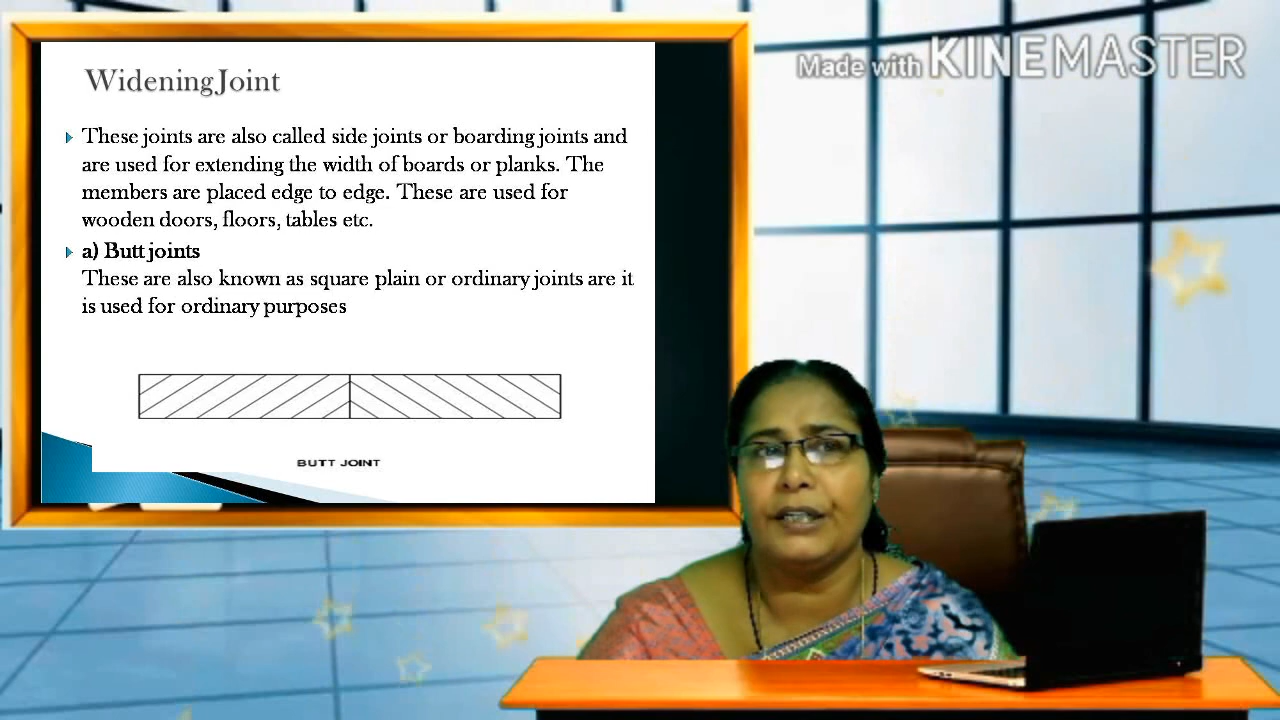 Widening Joint
These joints are also called side joints or boarding joints and
are used for extending the width of boards or planks. The
members are placed edge to edge. These are used for
wooden doors, floors, tables etc.
a) Butt joints
These are also known as square plain or ordinary joints are it
is used for ordinary purposes
BUTT JOINT
Made with KINEMASTER